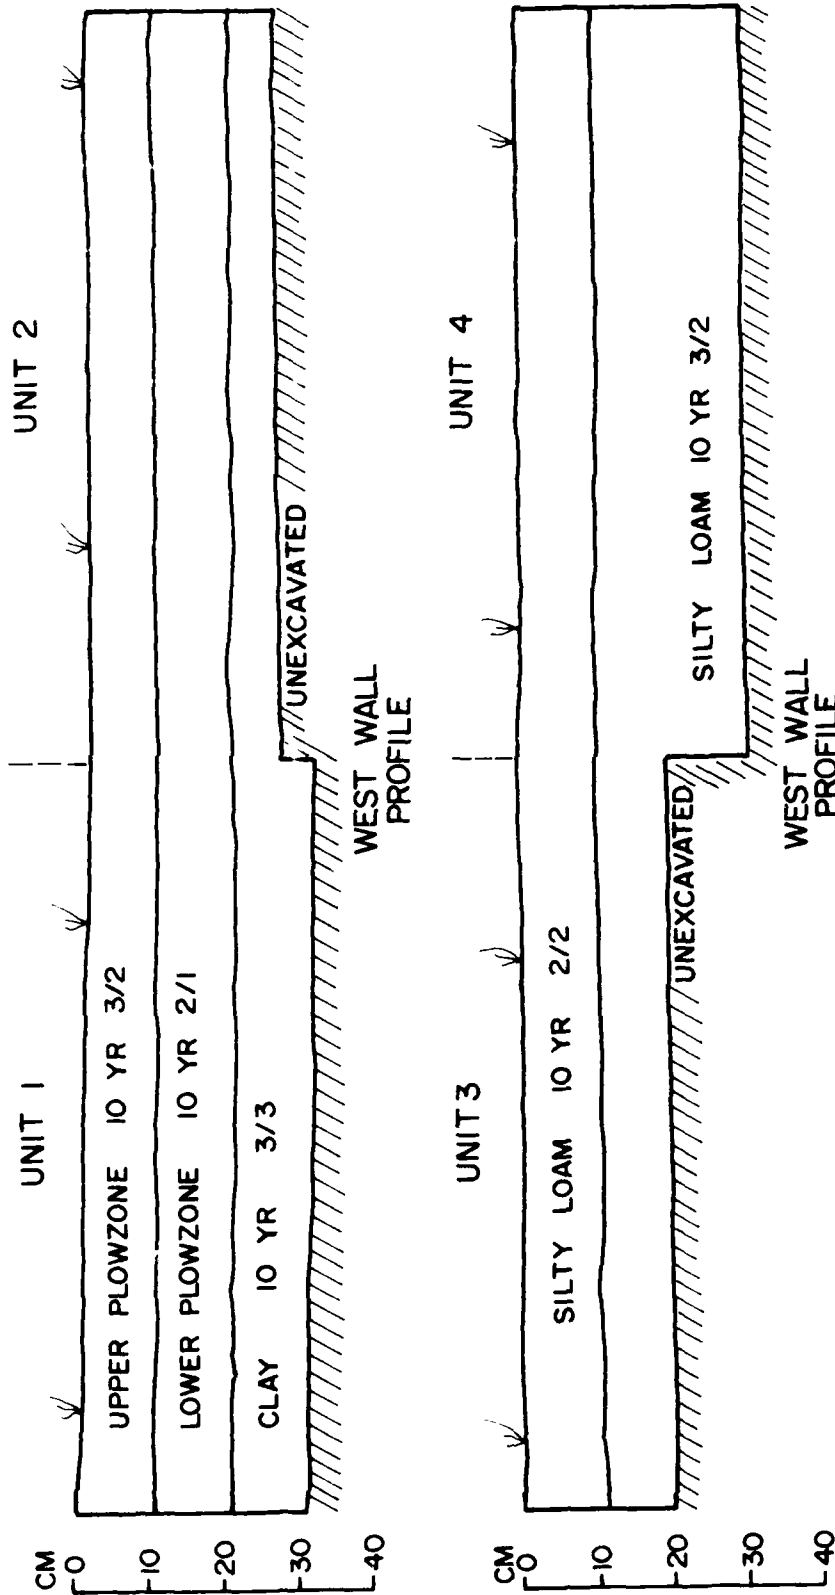 UNIT 1
UNIT 2
UPPER PLOWZONE 10 YR 3/2
LOWER PLOWZONE 10 YR 2/1
CLAY 10 YR 3/3
UNEXCAVATED
WEST WALL
PROFILE
CM
0
10
20
30
40
UNIT 3
UNIT 4
SILTY LOAM 10 YR 2/2
SILTY LOAM 10 YR 3/2
UNEXCAVATED
WEST WALL
PROFILE
CM
0
10
20
30
40